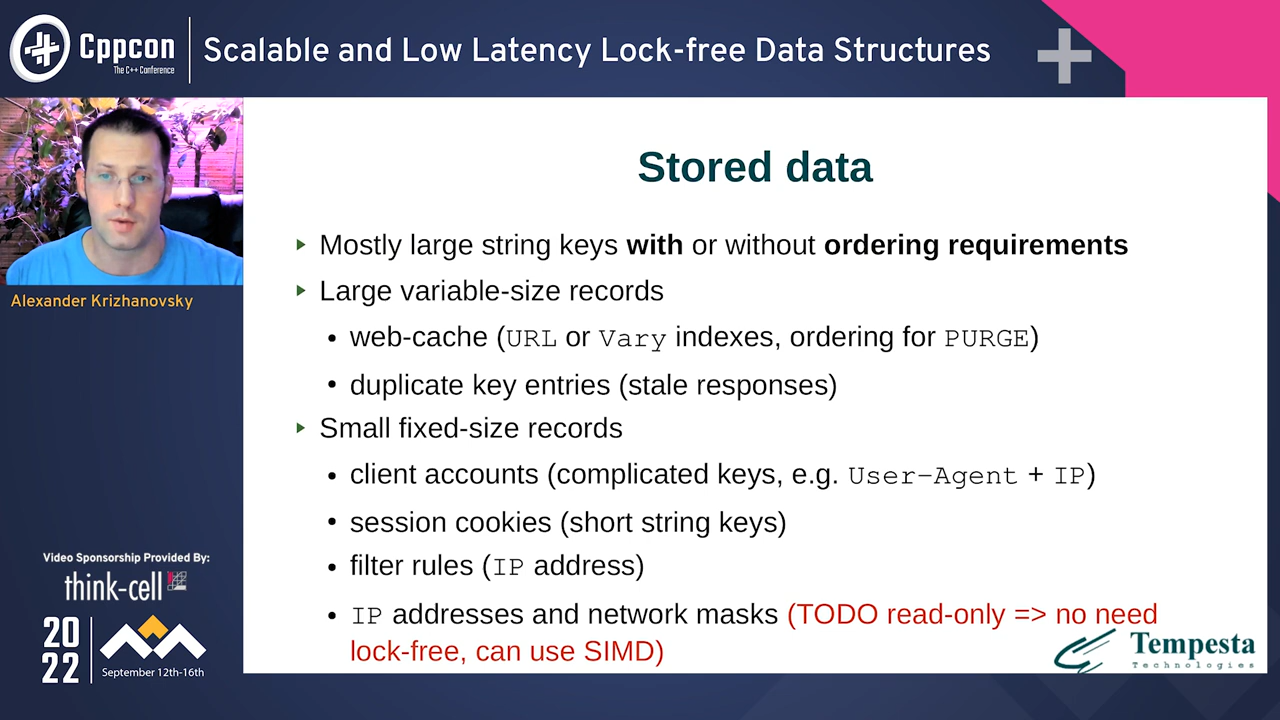 Cppcon
The C++ Conference
Scalable and Low Latency Lock-free Data Structures
Alexander Krizhanovsky
Stored data
Mostly large string keys with or without ordering requirements
Large variable-size records
web-cache (URL or Vary indexes, ordering for PURGE)
duplicate key entries (stale responses)
Small fixed-size records
client accounts (complicated keys, e.g. User-Agent + IP)
session cookies (short string keys)
filter rules (IP address)
IP addresses and network masks (TODO read-only => no need
lock-free, can use SIMD)
Video Sponsorship Provided By:
think-cell
20
22
September 12th-16th
Tempesta
Technologies